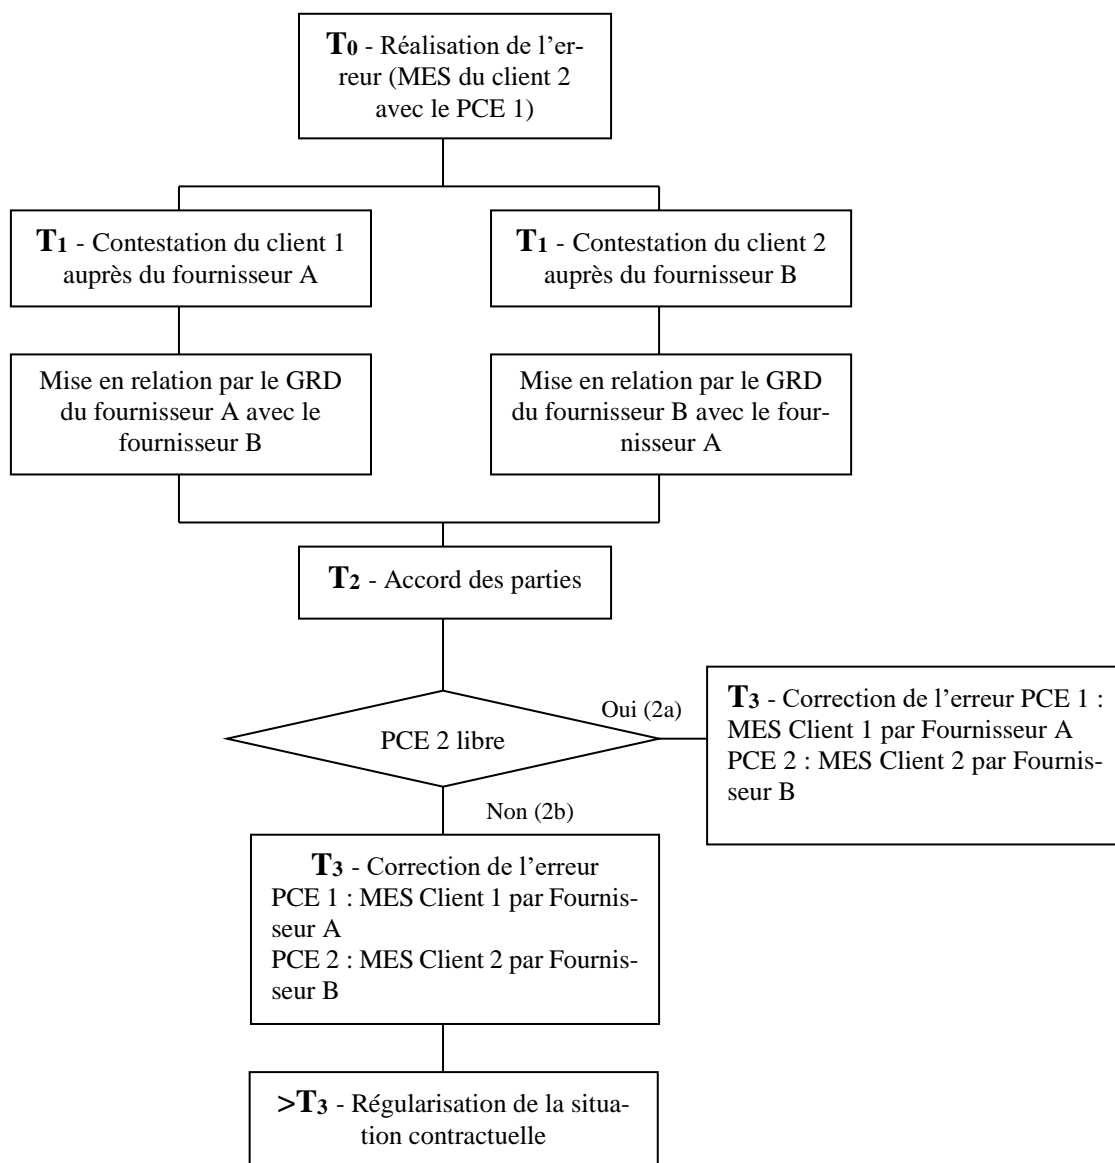 T0 - Réalisation de l’er-
reur (MES du client 2
avec le PCE 1)
T1 - Contestation du client 1
auprès du fournisseur A
T1 - Contestation du client 2
auprès du fournisseur B
Mise en relation par le GRD
du fournisseur A avec le
fournisseur B
Mise en relation par le GRD
du fournisseur B avec le four-
nisseur A
T2 - Accord des parties
PCE 2 libre
Oui (2a)
T3 - Correction de l’erreur PCE 1 :
MES Client 1 par Fournisseur A
PCE 2 : MES Client 2 par Fournis-
seur B
Non (2b)
T3 - Correction de l’erreur
PCE 1 : MES Client 1 par Fournis-
seur A
PCE 2 : MES Client 2 par Fournis-
seur B
>T3 - Régularisation de la situa-
tion contractuelle